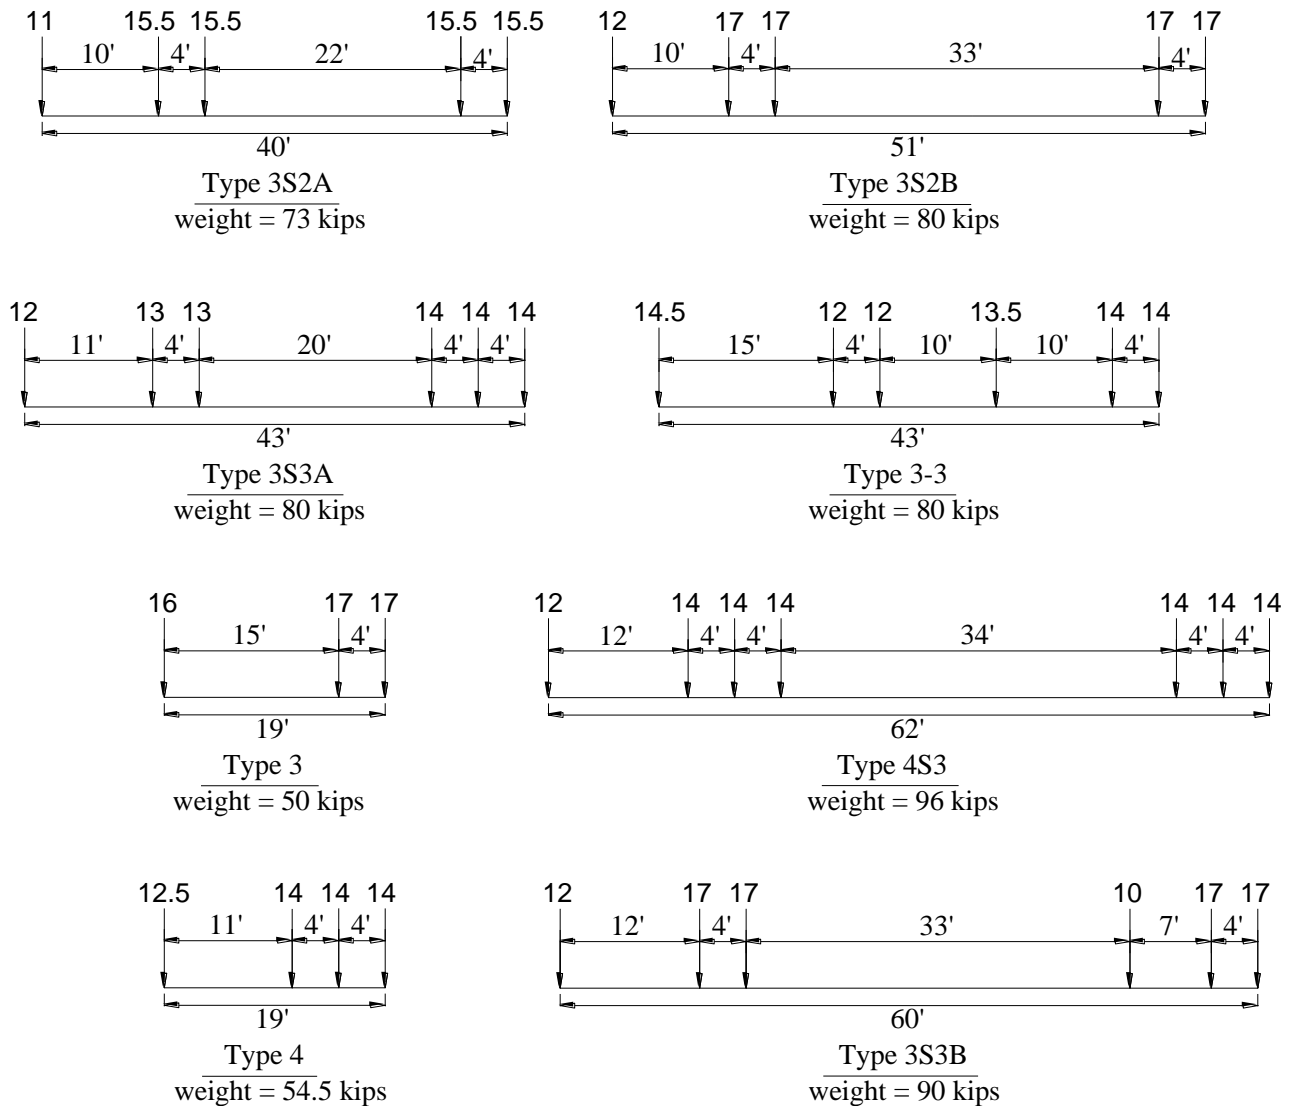 11 15.5 15.5 15.5 15.5
10' 4' 22' 4'
40'
Type 3S2A
weight = 73 kips
12 17 17 17 17
10' 4' 33' 4'
51'
Type 3S2B
weight = 80 kips
12 13 13 14 14 14
11' 4' 20' 4' 4'
43'
Type 3S3A
weight = 80 kips
14.5 12 12 13.5 14 14
15' 4' 10' 10' 4'
43'
Type 3-3
weight = 80 kips
16 17 17
15' 4'
19'
Type 3
weight = 50 kips
12 14 14 14 14 14 14
12' 4' 4' 34' 4' 4'
62'
Type 4S3
weight = 96 kips
12.5 14 14 14
11' 4' 4'
19'
Type 4
weight = 54.5 kips
12 17 17 10 17 17
12' 4' 33' 7' 4'
60'
Type 3S3B
weight = 90 kips